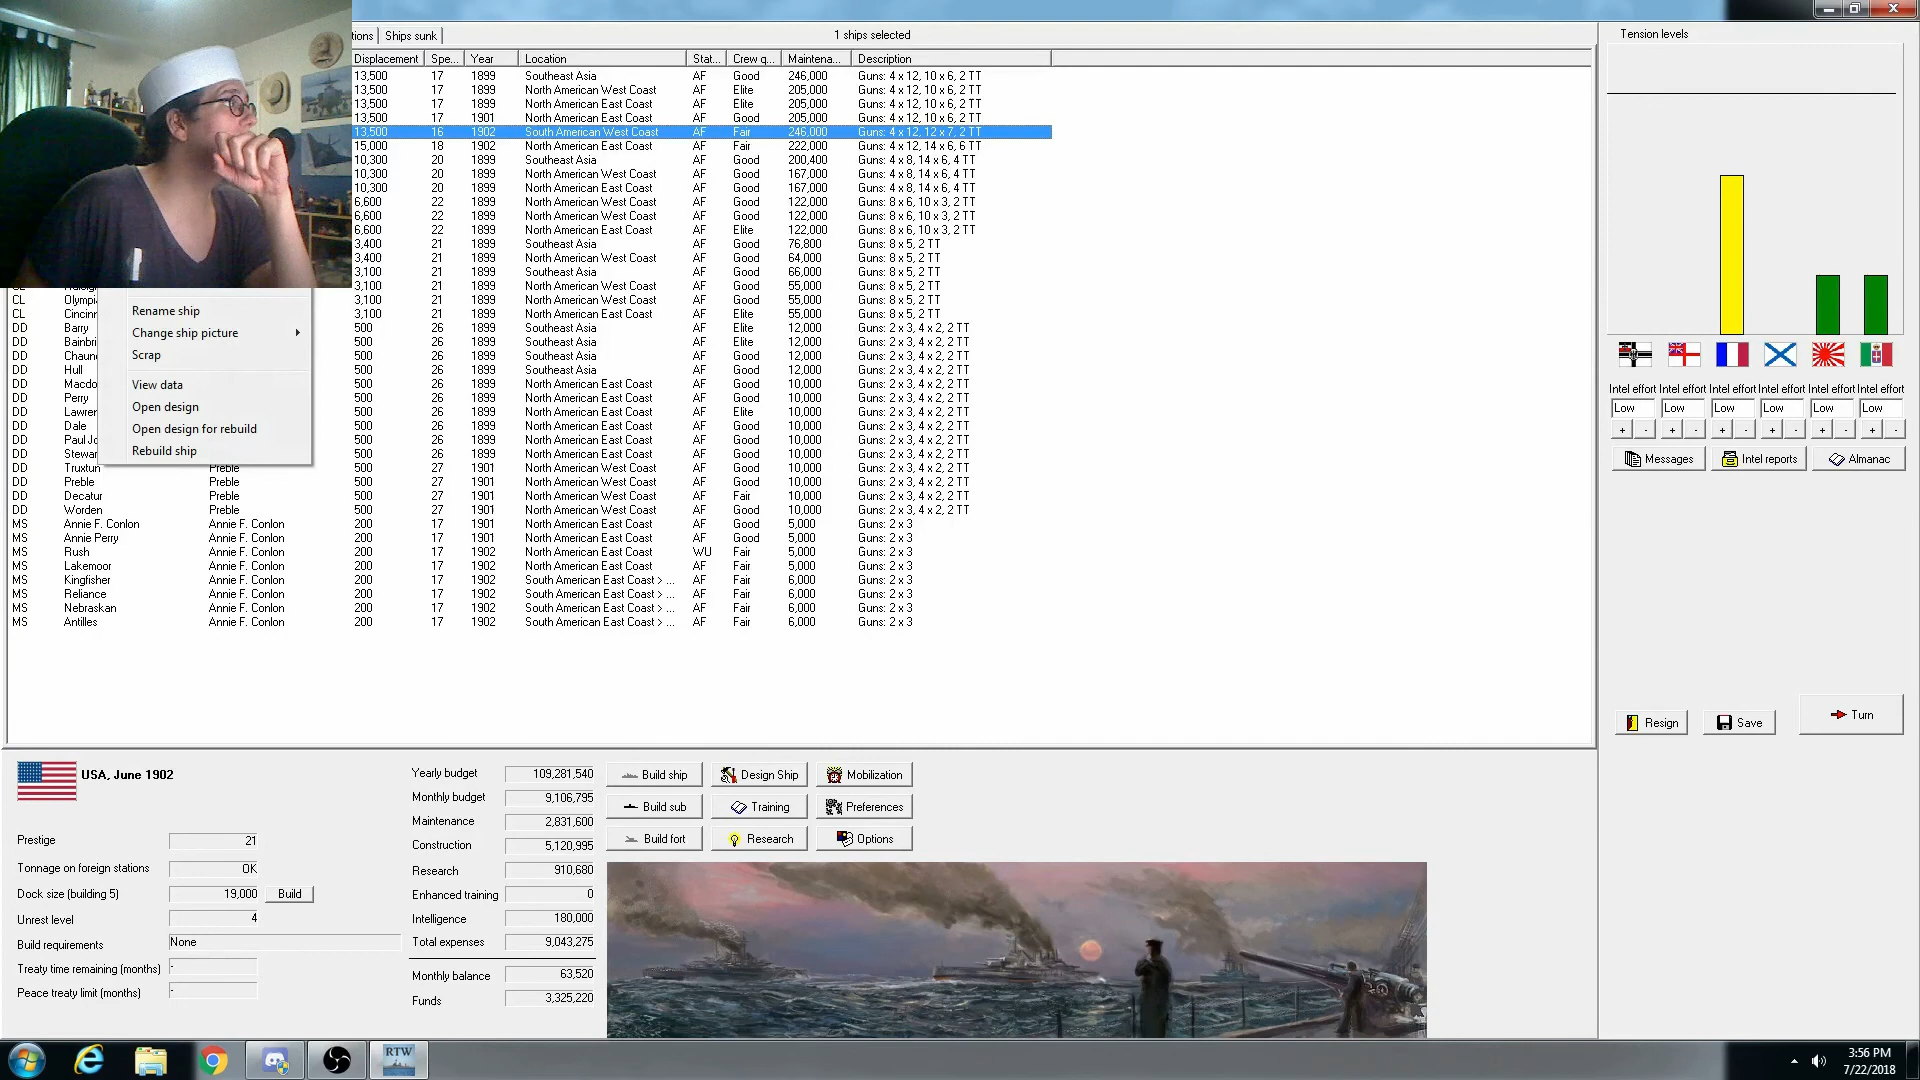 tions Ships sunk 1 ships selected Tension levels
Displacement Spe... Year Location Stat... Crew q... Maintena... Description
13,500 17 1899 Southeast Asia AF Good 246,000 Guns: 4 x 12, 10 x 6, 2 TT
13,500 17 1899 North American West Coast AF Elite 205,000 Guns: 4 x 12, 10 x 6, 2 TT
13,500 17 1899 North American East Coast AF Elite 205,000 Guns: 4 x 12, 10 x 6, 2 TT
13,500 17 1901 North American East Coast AF Good 205,000 Guns: 4 x 12, 10 x 6, 2 TT
13,500 16 1902 South American West Coast AF Fair 246,000 Guns: 4 x 12, 12 x 7, 2 TT
15,000 18 1902 North American East Coast AF Fair 222,000 Guns: 4 x 12, 14 x 6, 6 TT
10,300 20 1899 Southeast Asia AF Good 200,400 Guns: 4 x 8, 14 x 6, 4 TT
10,300 20 1899 North American West Coast AF Good 167,000 Guns: 4 x 8, 14 x 6, 4 TT
10,300 20 1899 North American East Coast AF Good 167,000 Guns: 4 x 8, 14 x 6, 4 TT
6,600 22 1899 North American West Coast AF Good 122,000 Guns: 8 x 6, 10 x 3, 2 TT
6,600 22 1899 North American West Coast AF Good 122,000 Guns: 8 x 6, 10 x 3, 2 TT
6,600 22 1899 North American East Coast AF Elite 122,000 Guns: 8 x 6, 10 x 3, 2 TT
3,400 21 1899 Southeast Asia AF Good 76,800 Guns: 8 x 5, 2 TT
3,400 21 1899 North American West Coast AF Good 64,000 Guns: 8 x 5, 2 TT
3,100 21 1899 Southeast Asia AF Good 66,000 Guns: 8 x 5, 2 TT
3,100 21 1899 North American West Coast AF Good 55,000 Guns: 8 x 5, 2 TT
CL Olympi 3,100 21 1899 North American West Coast AF Good 55,000 Guns: 8 x 5, 2 TT
CL Cincinr 3,100 21 1899 North American East Coast AF Elite 55,000 Guns: 8 x 5, 2 TT
DD Barry 500 26 1899 Southeast Asia AF Elite 12,000 Guns: 2 x 3, 4 x 2, 2 TT
DD Bainbri 500 26 1899 Southeast Asia AF Elite 12,000 Guns: 2 x 3, 4 x 2, 2 TT
DD Chaun 500 26 1899 Southeast Asia AF Good 12,000 Guns: 2 x 3, 4 x 2, 2 TT
DD Hull 500 26 1899 Southeast Asia AF Good 12,000 Guns: 2 x 3, 4 x 2, 2 TT
DD Macdo 500 26 1899 North American East Coast AF Good 10,000 Guns: 2 x 3, 4 x 2, 2 TT
DD Perry 500 26 1899 North American East Coast AF Good 10,000 Guns: 2 x 3, 4 x 2, 2 TT
DD Lawrer 500 26 1899 North American East Coast AF Elite 10,000 Guns: 2 x 3, 4 x 2, 2 TT
DD Dale 500 26 1899 North American East Coast AF Good 10,000 Guns: 2 x 3, 4 x 2, 2 TT
DD Paul Jo 500 26 1899 North American East Coast AF Good 10,000 Guns: 2 x 3, 4 x 2, 2 TT
DD Stewar 500 26 1899 North American East Coast AF Good 10,000 Guns: 2 x 3, 4 x 2, 2 TT
DD Truxtun Preble 500 27 1901 North American West Coast AF Good 10,000 Guns: 2 x 3, 4 x 2, 2 TT
DD Preble Preble 500 27 1901 North American West Coast AF Good 10,000 Guns: 2 x 3, 4 x 2, 2 TT
DD Decatur Preble 500 27 1901 North American West Coast AF Fair 10,000 Guns: 2 x 3, 4 x 2, 2 TT
DD Worden Preble 500 27 1901 North American West Coast AF Good 10,000 Guns: 2 x 3, 4 x 2, 2 TT
MS Annie F. Conlon Annie F. Conlon 200 17 1901 North American East Coast AF Good 5,000 Guns: 2 x 3
MS Annie Perry Annie F. Conlon 200 17 1901 North American East Coast AF Good 5,000 Guns: 2 x 3
MS Rush Annie F. Conlon 200 17 1902 North American East Coast WU Fair 5,000 Guns: 2 x 3
MS Lakemoor Annie F. Conlon 200 17 1902 North American East Coast AF Fair 5,000 Guns: 2 x 3
MS Kingfisher Annie F. Conlon 200 17 1902 South American East Coast > ... AF Fair 6,000 Guns: 2 x 3
MS Reliance Annie F. Conlon 200 17 1902 South American East Coast > ... AF Fair 6,000 Guns: 2 x 3
MS Nebraskan Annie F. Conlon 200 17 1902 South American East Coast > ... AF Fair 6,000 Guns: 2 x 3
MS Antilles Annie F. Conlon 200 17 1902 South American East Coast > ... AF Fair 6,000 Guns: 2 x 3
Rename ship
Change ship picture
Scrap
View data
Open design
Open design for rebuild
Rebuild ship
Intel effort Intel effort Intel effort Intel effort Intel effort Intel effort
Low Low Low Low Low Low
+ - + - + - + - + - + -
Messages Intel reports Almanac
Resign Save Turn
USA, June 1902
Prestige 21
Tonnage on foreign stations OK
Dock size (building 5) 19,000 Build
Unrest level 4
Build requirements None
Treaty time remaining (months) -
Peace treaty limit (months) -
Yearly budget 109,281,540
Monthly budget 9,106,795
Maintenance 2,831,600
Construction 5,120,995
Research 910,680
Enhanced training 0
Intelligence 180,000
Total expenses 9,043,275
Monthly balance 63,520
Funds 3,325,220
Build ship Design Ship Mobilization
Build sub Training Preferences
Build fort Research Options
RTW
3:56 PM
7/22/2018